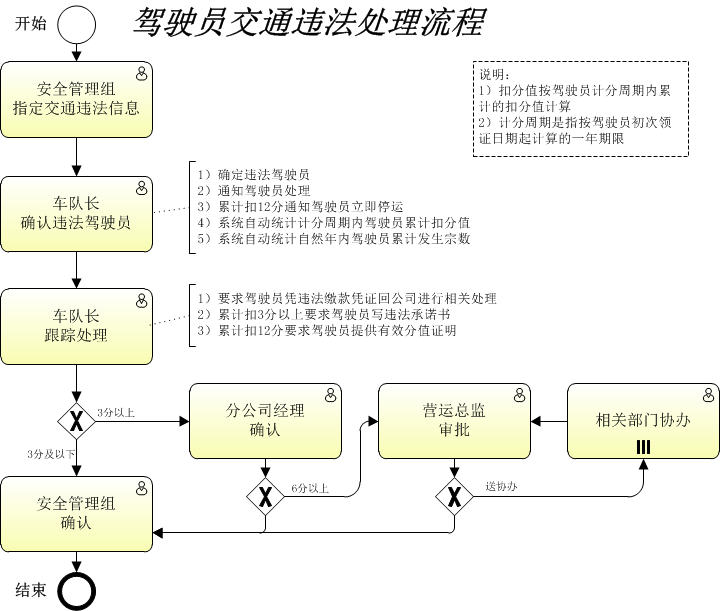 开始
驾驶员交通违法处理流程
安全管理组
指定交通违法信息
说明：
1）扣分值按驾驶员计分周期内累
计的扣分值计算
2）计分周期是指按驾驶员初次领
证日期起计算的一年期限
车队长
确认违法驾驶员
1）确定违法驾驶员
2）通知驾驶员处理
3）累计扣12分通知驾驶员立即停运
4）系统自动统计计分周期内驾驶员累计扣分值
5）系统自动统计自然年内驾驶员累计发生宗数
车队长
跟踪处理
1）要求驾驶员凭违法缴款凭证回公司进行相关处理
2）累计扣3分以上要求驾驶员写违法承诺书
3）累计扣12分要求驾驶员提供有效分值证明
3分以上
分公司经理
确认
营运总监
审批
相关部门协办
3分及以下
6分以上
送协办
安全管理组
确认
结束